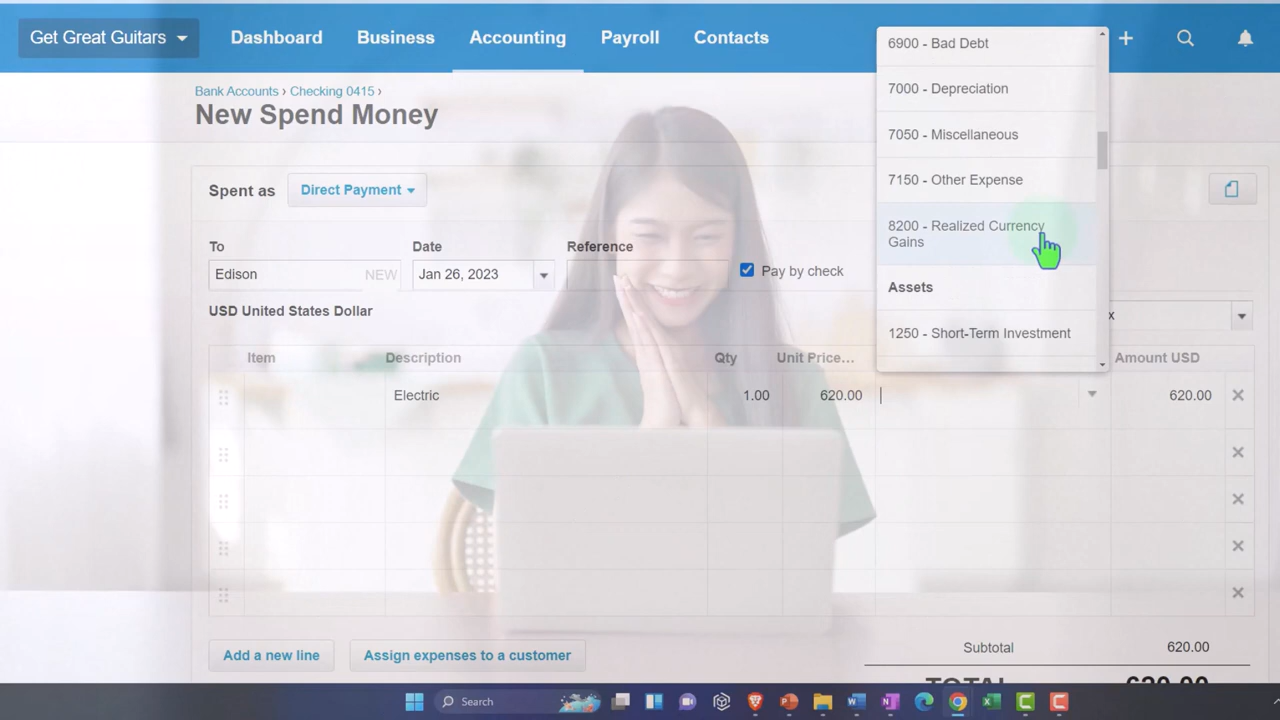 Get Great Guitars
Dashboard
Business
Accounting
Payroll
Contacts
6900 - Bad Debt
7000 - Depreciation
7050 - Miscellaneous
7150 - Other Expense
8200 - Realized Currency
Gains
Assets
1250 - Short-Term Investment
Bank Accounts › Checking 0415 ›
New Spend Money
Spent as
Direct Payment
To
Date
Reference
Edison
NEW
Jan 26, 2023
Pay by check
USD United States Dollar
x
Item
Description
Qty
Unit Price...
Amount USD
Electric
1.00
620.00
620.00
Add a new line
Assign expenses to a customer
Subtotal
620.00
TOTAL
620.00
Search